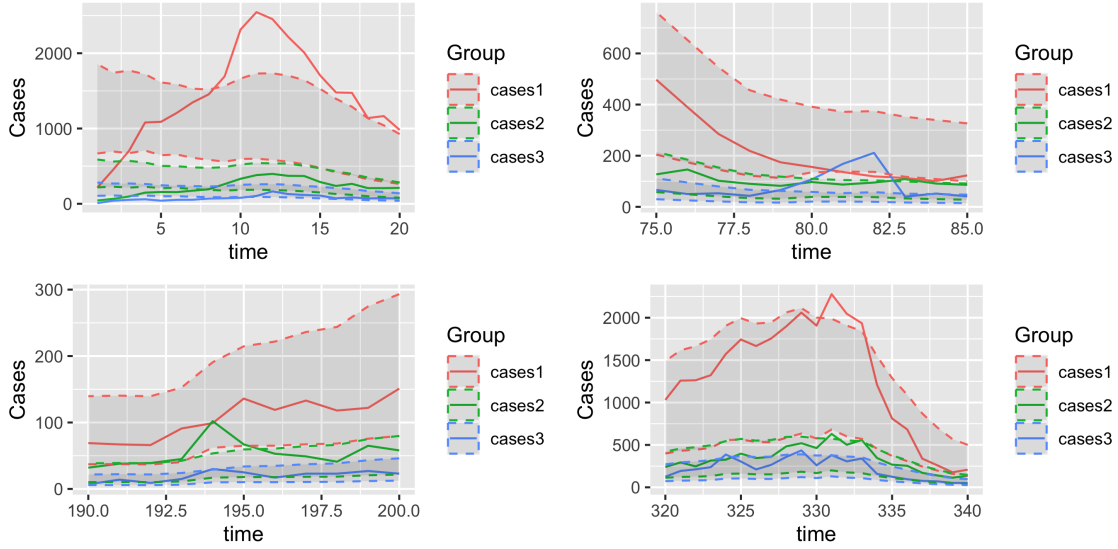 Cases
2000
1000
0
5
10
15
20
time
Group
cases1
cases2
cases3
Cases
600
400
200
0
75.0
77.5
80.0
82.5
85.0
time
Group
cases1
cases2
cases3
Cases
300
200
100
0
190.0
192.5
195.0
197.5
200.0
time
Group
cases1
cases2
cases3
Cases
2000
1500
1000
500
0
320
325
330
335
340
time
Group
cases1
cases2
cases3